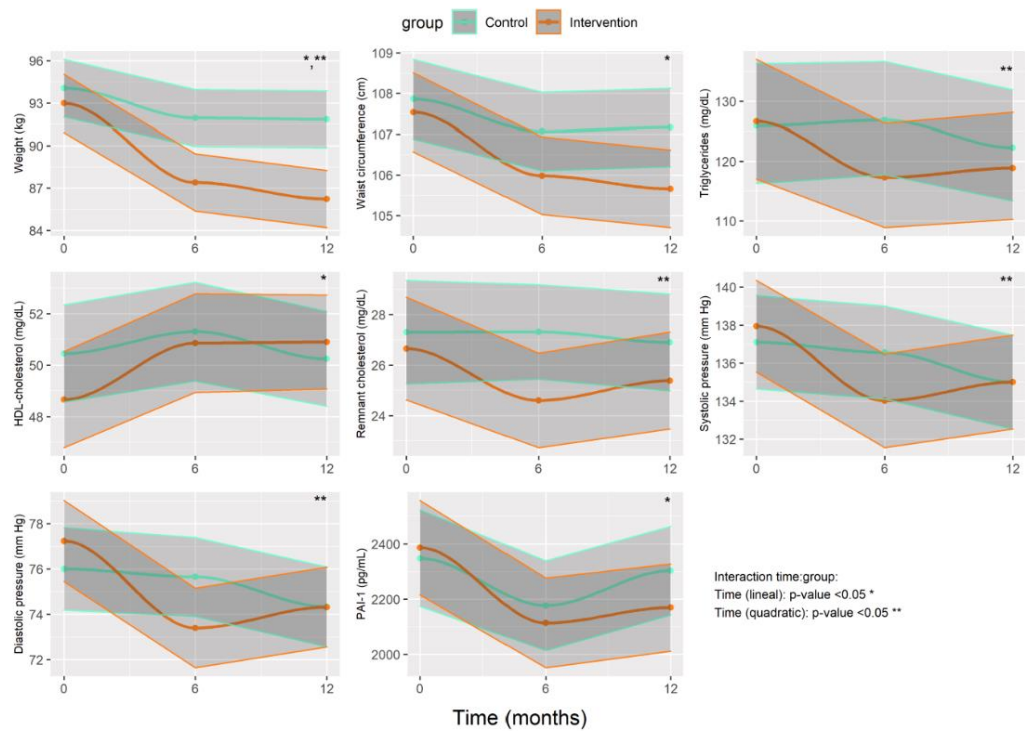 group Control Intervention
*,**
96
93
90
87
84
Weight (kg)
0 6 12
*
109
108
107
106
105
Waist circumference (cm)
0 6 12
**
130
120
110
Triglycerides (mg/dL)
0 6 12
*
52
50
48
HDL-cholesterol (mg/dL)
0 6 12
**
28
26
24
Remnant cholesterol (mg/dL)
0 6 12
**
140
138
136
134
132
Systolic pressure (mm Hg)
0 6 12
**
78
76
74
72
Diastolic pressure (mm Hg)
0 6 12
*
2400
2200
2000
PAI-1 (pg/mL)
0 6 12
Interaction time:group:
Time (lineal): p-value <0.05 *
Time (quadratic): p-value <0.05 **
Time (months)